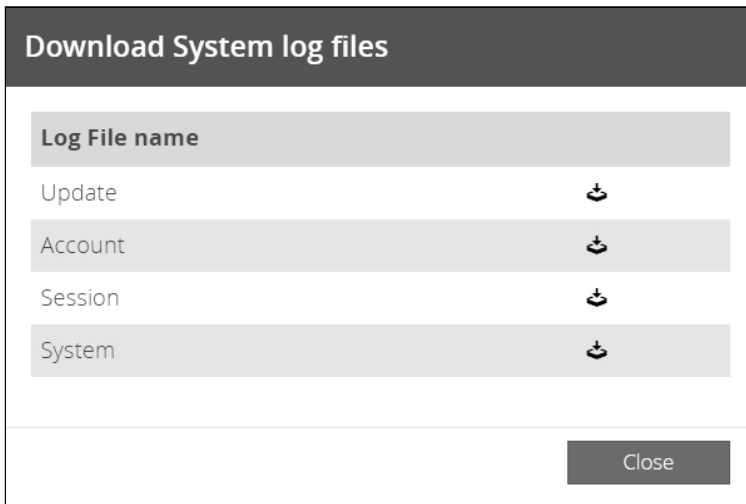 Download System log files
Log File name
Update
Account
Session
System
Close